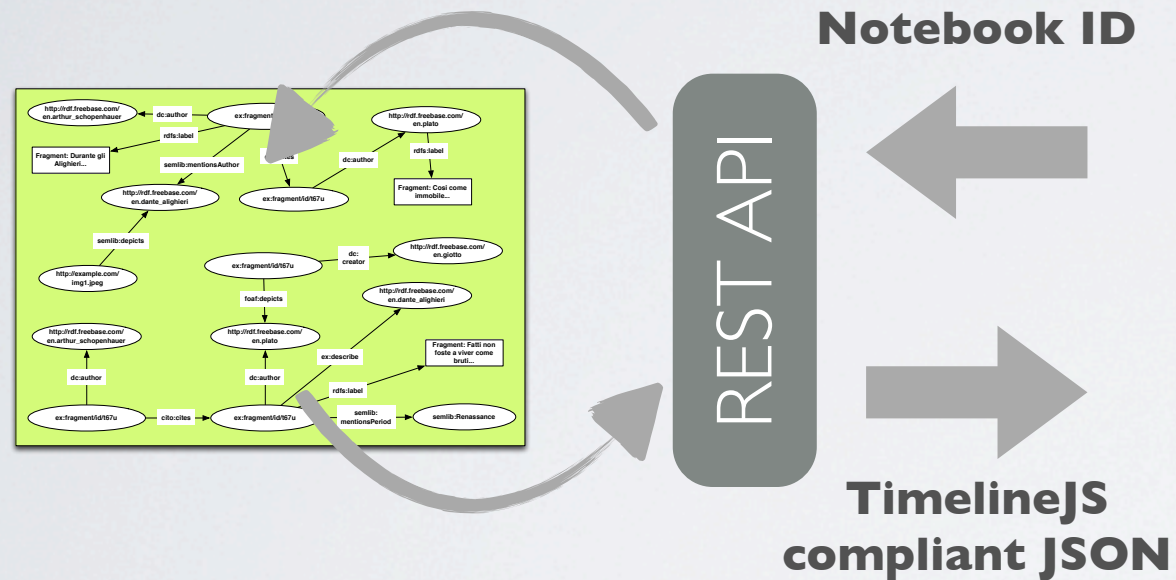 Notebook ID
http://rdf.freebase.com/
en.arthur_schopenhauer
dc:author
ex:fragment/
http://rdf.freebase.com/
en.plato
rdfs:label
Fragment: Durante gli
Alighieri...
semlib:mentionsAuthor
dc:author
rdfs:label
http://rdf.freebase.com/
en.dante_alighieri
ex:fragment/id/t67u
Fragment: Cosi come
immobile...
semlib:depicts
http://example.com/
img1.jpeg
ex:fragment/id/t67u
dc:
creator
http://rdf.freebase.com/
en.giotto
foaf:depicts
http://rdf.freebase.com/
en.dante_alighieri
http://rdf.freebase.com/
en.arthur_schopenhauer
http://rdf.freebase.com/
en.plato
ex:describe
Fragment: Fatti non
foste a viver come
bruti...
dc:author
dc:author
rdfs:label
ex:fragment/id/t67u
cito:cites
ex:fragment/id/t67u
semlib:
mentionsPeriod
semlib:Renassance
REST API
TimelineJS
compliant JSON